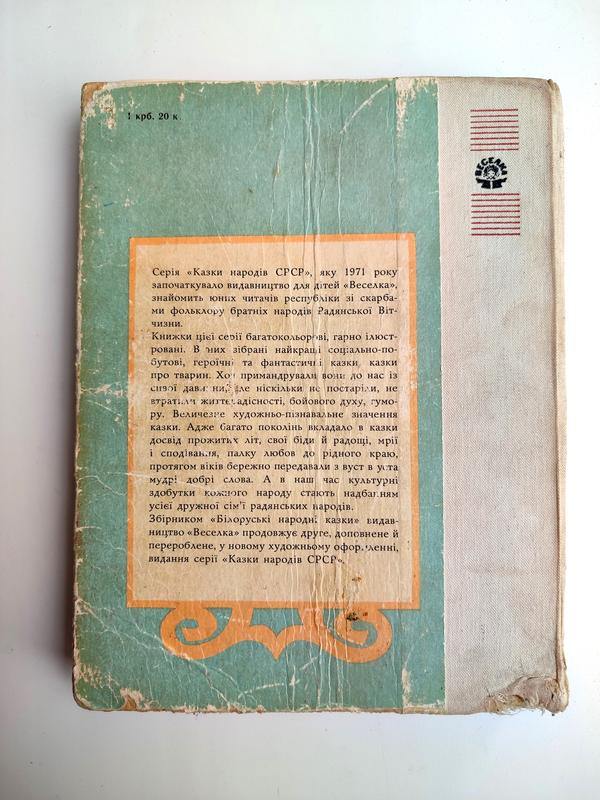 1 крб. 20 к
ВЕСЕЛКА
Серія «Казки народів СРСР», яку 1971 року
започаткувало видавництво для дітей «Веселка»,
знайомить юних читачів республіки зі скарба-
ми фольклору братніх народів Радянської Віт-
чизни.
Книжки цієї серії багатокольорові, гарно ілюст-
ровані. В них зібрані найкращі соціально-по-
бутові, героїчні та фантастичні казки, казки
про тварин. Хоч примандрували вони до нас із
сивої давнини, але ніскільки не постаріли, не
втратили життєрадісності, бойового духу, гумо-
ру. Величезне художньо-пізнавальне значення
казки. Адже багато поколінь вкладало в казки
досвід прожитих літ, свої біди й радощі, мрії
і сподівання, палку любов до рідного краю,
протягом віків бережно передавали з вуст в уста
мудрі добрі слова. А в наш час культурні
здобутки кожного народу стають надбанням
усієї дружної сім'ї радянських народів.
Збірником «Білоруські народні казки» видав-
ництво «Веселка» продовжує друге, доповнене й
перероблене, у новому художньому оформленні,
видання серії «Казки народів СРСР».